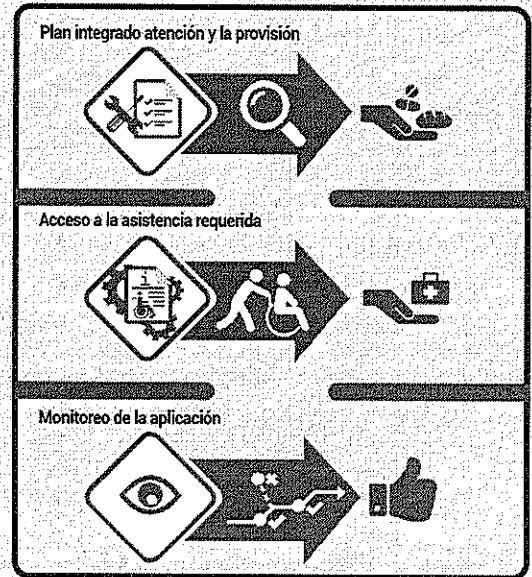 Plan integrado atención y la provisión
Acceso a la asistencia requerida
Monitoreo de la aplicación